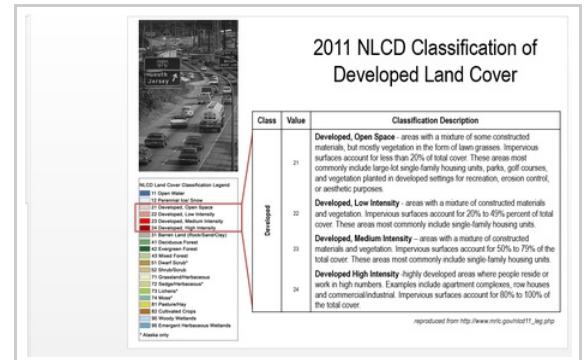 2011 NLCD Classification of
Developed Land Cover
Jersey
NLCD Land Cover Classification Legend
11 Open Water
12 Perennial Ice/ Snow
21 Developed, Open Space
22 Developed, Low Intensity
23 Developed, Medium Intensity
24 Developed, High Intensity
31 Barren Land (Rock/Sand/Clay)
41 Deciduous Forest
42 Evergreen Forest
43 Mixed Forest
51 Dwarf Scrub*
52 Shrub/Scrub
71 Grassland/Herbaceous
72 Sedge/Herbaceous*
73 Lichens*
74 Moss*
81 Pasture/Hay
82 Cultivated Crops
90 Woody Wetlands
95 Emergent Herbaceous Wetlands
* Alaska only
Class Value Classification Description
Developed
21
Developed, Open Space - areas with a mixture of some constructed
materials, but mostly vegetation in the form of lawn grasses. Impervious
surfaces account for less than 20% of total cover. These areas most
commonly include large-lot single-family housing units, parks, golf courses,
and vegetation planted in developed settings for recreation, erosion control,
or aesthetic purposes.
22
Developed, Low Intensity - areas with a mixture of constructed materials
and vegetation. Impervious surfaces account for 20% to 49% percent of total
cover. These areas most commonly include single-family housing units.
23
Developed, Medium Intensity – areas with a mixture of constructed
materials and vegetation. Impervious surfaces account for 50% to 79% of the
total cover. These areas most commonly include single-family housing units.
24
Developed High Intensity -highly developed areas where people reside or
work in high numbers. Examples include apartment complexes, row houses
and commercial/industrial. Impervious surfaces account for 80% to 100% of
the total cover.
reproduced from http://www.mrlc.gov/nlcd11_leg.php